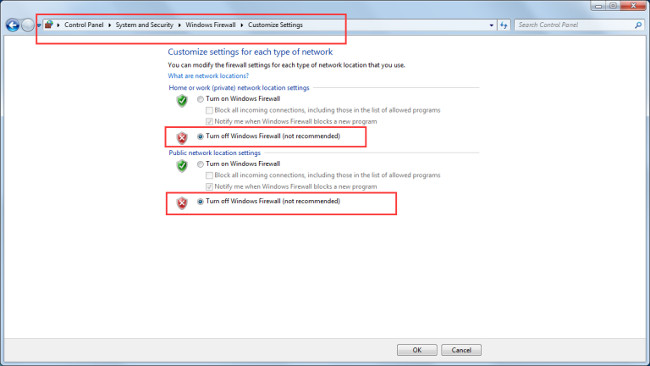 Control Panel ▸ System and Security ▸ Windows Firewall ▸ Customize Settings
Search Control Panel
Customize settings for each type of network
You can modify the firewall settings for each type of network location that you use.
What are network locations?
Home or work (private) network location settings
Turn on Windows Firewall
Block all incoming connections, including those in the list of allowed programs
Notify me when Windows Firewall blocks a new program
Turn off Windows Firewall (not recommended)
Public network location settings
Turn on Windows Firewall
Block all incoming connections, including those in the list of allowed programs
Notify me when Windows Firewall blocks a new program
Turn off Windows Firewall (not recommended)
OK Cancel